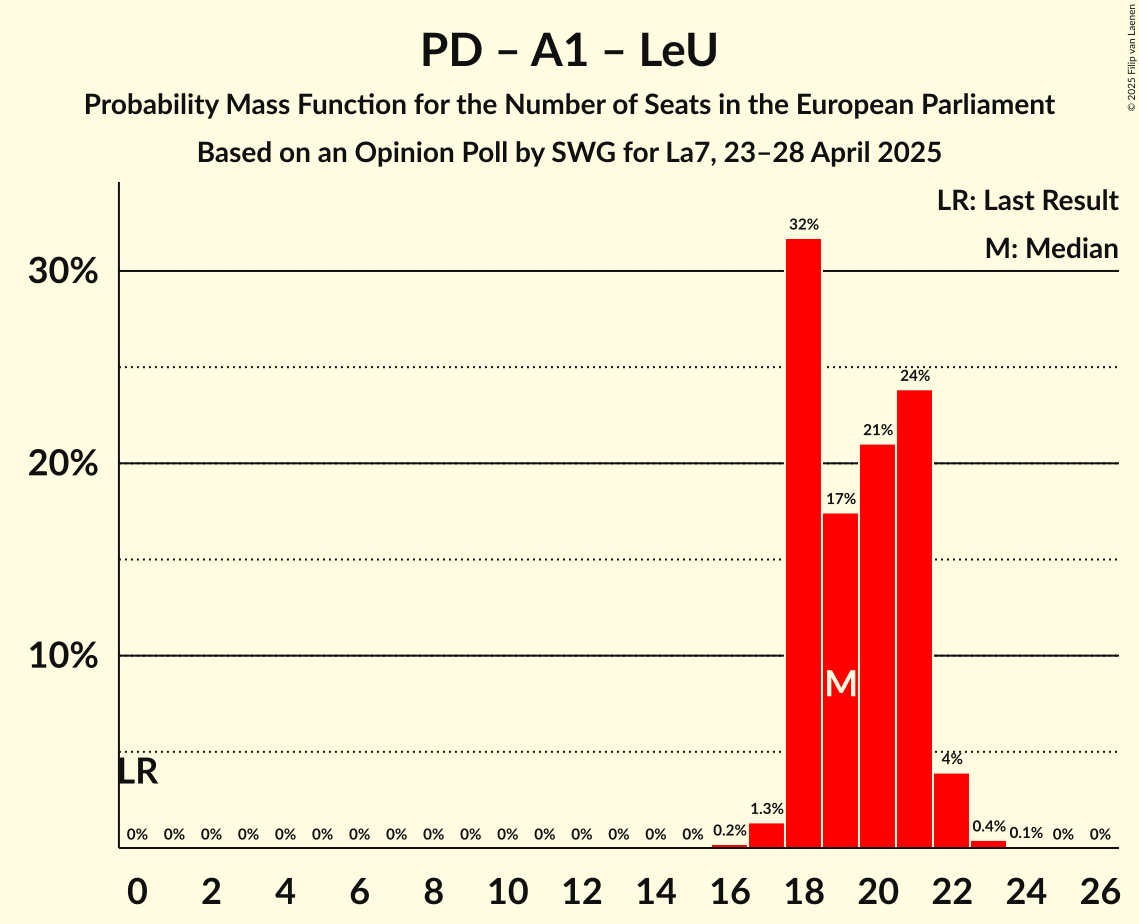 PD – A1 – LeU
Probability Mass Function for the Number of Seats in the European Parliament
Based on an Opinion Poll by SWG for La7, 23–28 April 2025
© 2025 Filip van Laenen
LR: Last Result
M: Median
30%
20%
10%
LR
M
0% 0% 0% 0% 0% 0% 0% 0% 0% 0% 0% 0% 0% 0% 0% 0% 0.2% 1.3% 32% 17% 21% 24% 4% 0.4% 0.1% 0% 0%
0 2 4 6 8 10 12 14 16 18 20 22 24 26